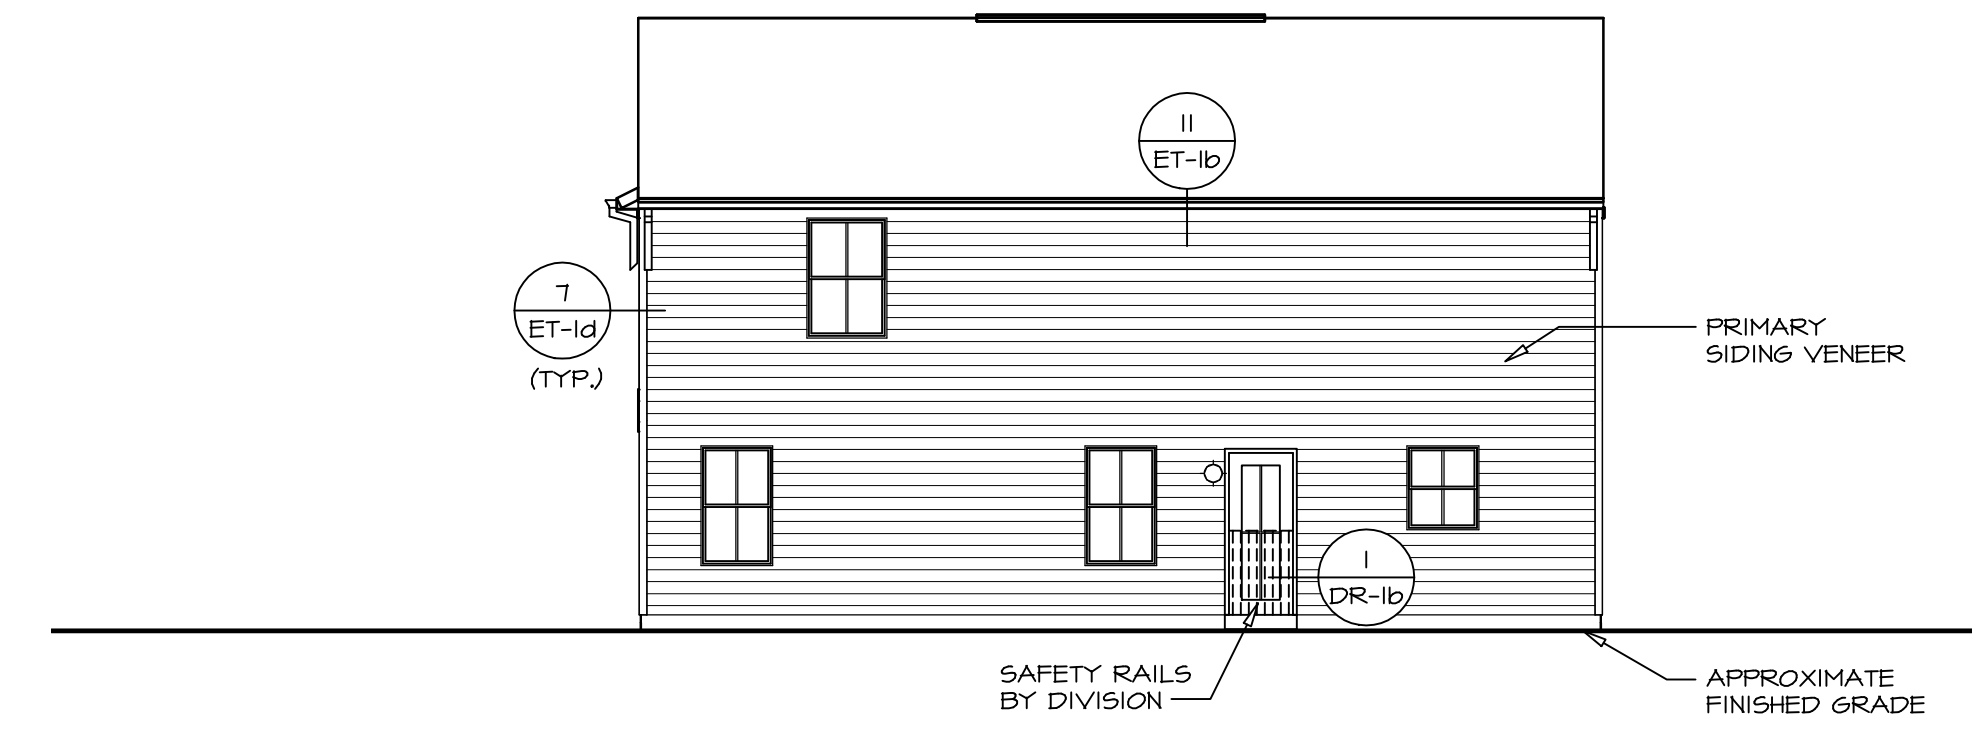 11
ET-1b
7
ET-1d
(TYP.)
PRIMARY
SIDING VENEER
1
DR-1b
SAFETY RAILS
BY DIVISION
APPROXIMATE
FINISHED GRADE